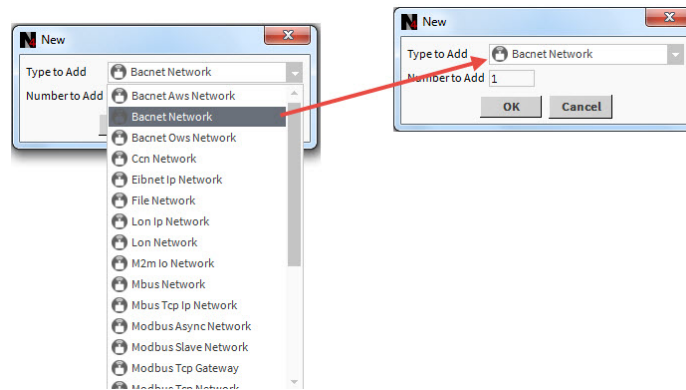 New
Type to Add Bacnet Network
Number to Add Bacnet Aws Network
Bacnet Network
Bacnet Ows Network
Ccn Network
Eibnet Ip Network
File Network
Lon Ip Network
Lon Network
M2m Io Network
Mbus Network
Mbus Tcp Ip Network
Modbus Async Network
Modbus Slave Network
Modbus Tcp Gateway
Modbus Tcp Network
New
Type to Add Bacnet Network
Number to Add 1
OK Cancel